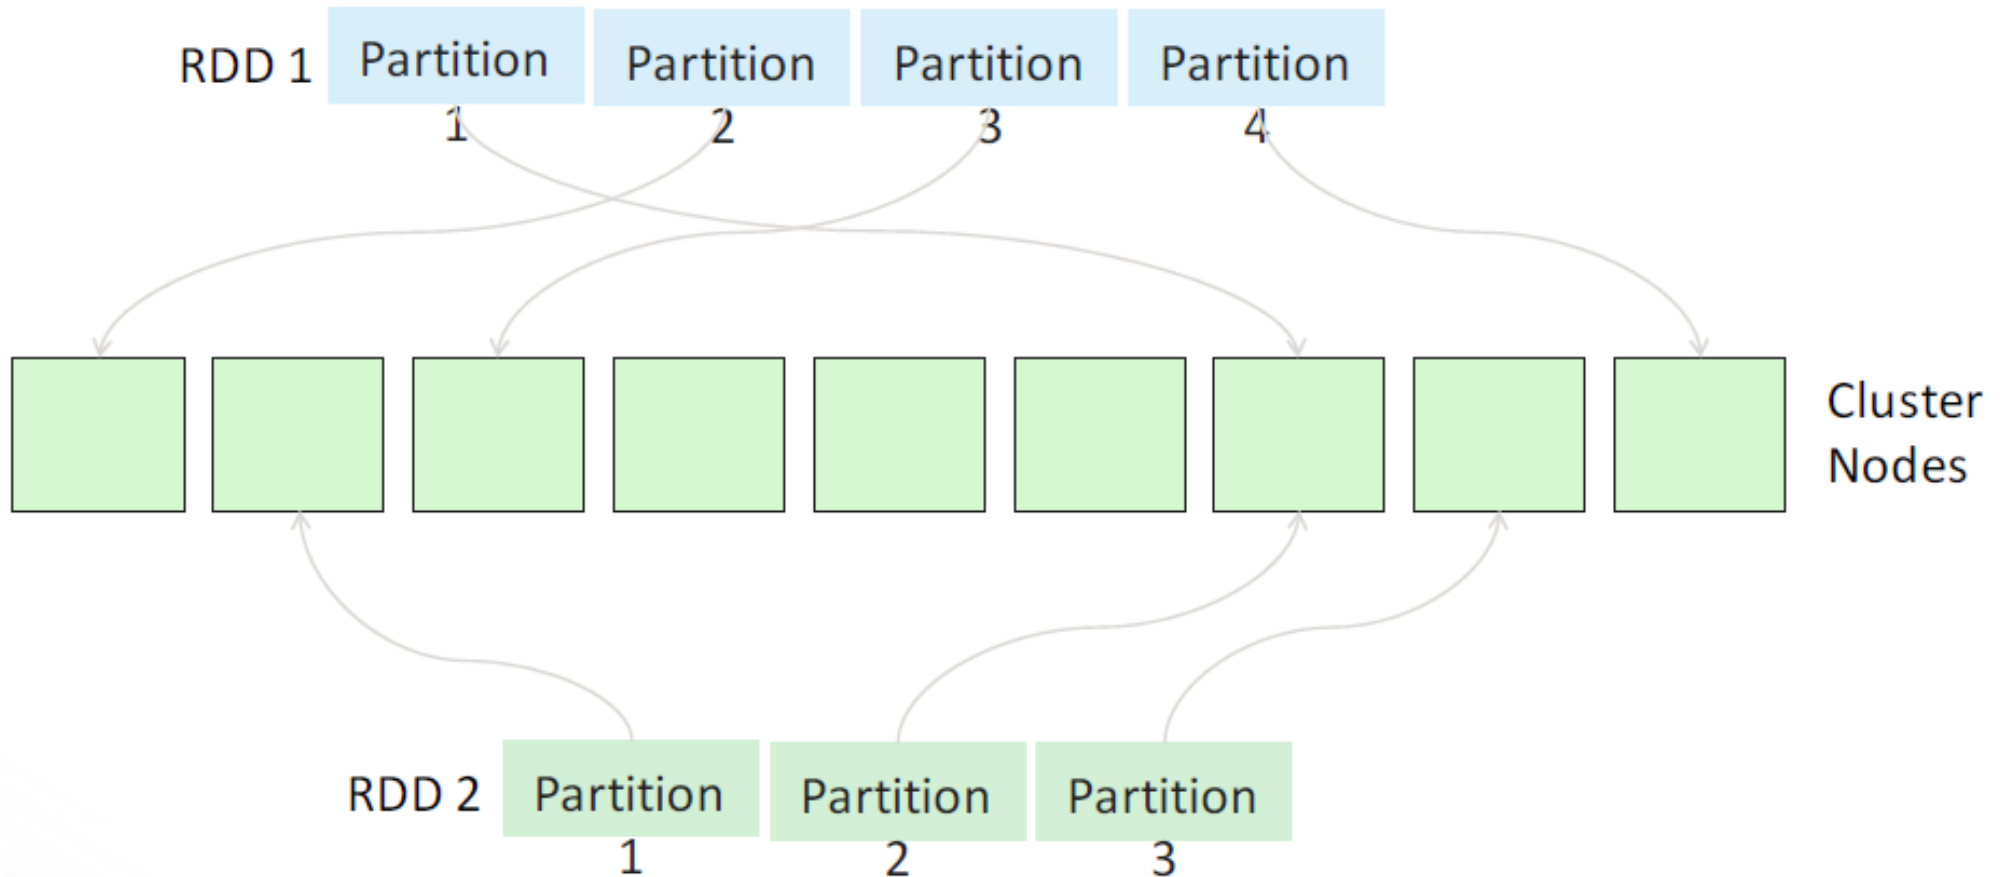 RDD 1 Partition Partition Partition Partition
1 2 3 4
Cluster
Nodes
RDD 2 Partition Partition Partition
1 2 3